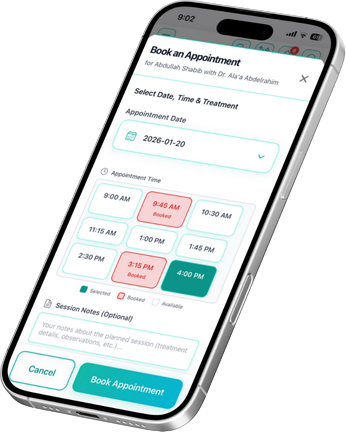 9:02
Book an Appointment
for Abdullah Shabib with Dr. Ala'a Abdelrahim
Select Date, Time & Treatment
Appointment Date
2026-01-20
Appointment Time
9:00 AM
9:45 AM
Booked
10:30 AM
11:15 AM
1:00 PM
1:45 PM
2:30 PM
3:15 PM
Booked
4:00 PM
Selected
Booked
Available
Session Notes (Optional)
Your notes about the planned session (treatment
details, observations, etc.)...
Cancel
Book Appointment